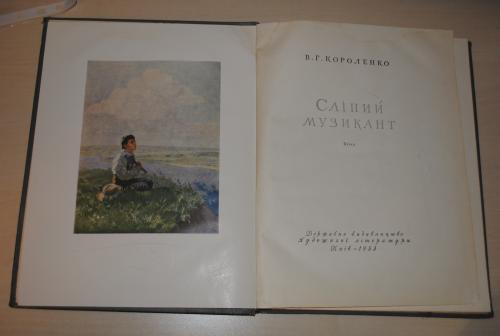 В. Г. КОРОЛЕНКО
СЛІПИЙ
МУЗИКАНТ
Державне видавництво
художньої літератури
Київ—1953